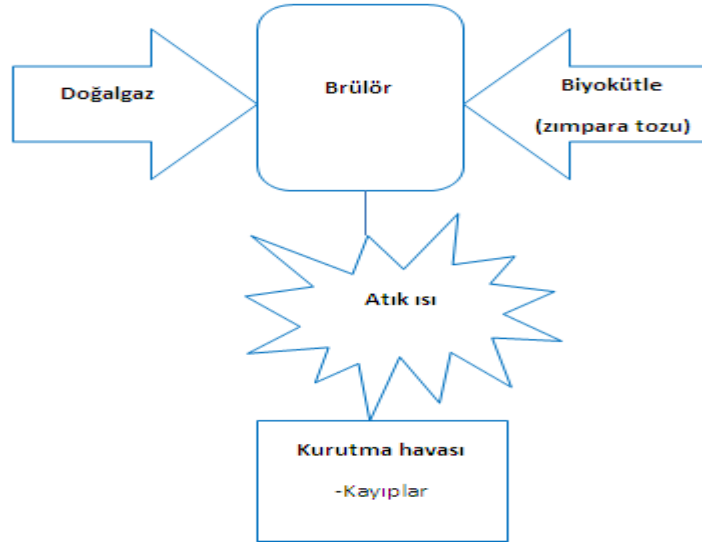 Doğalgaz
Brülör
Biyokütle
(zımpara tozu)
Atık ısı
Kurutma havası
-Kayıplar